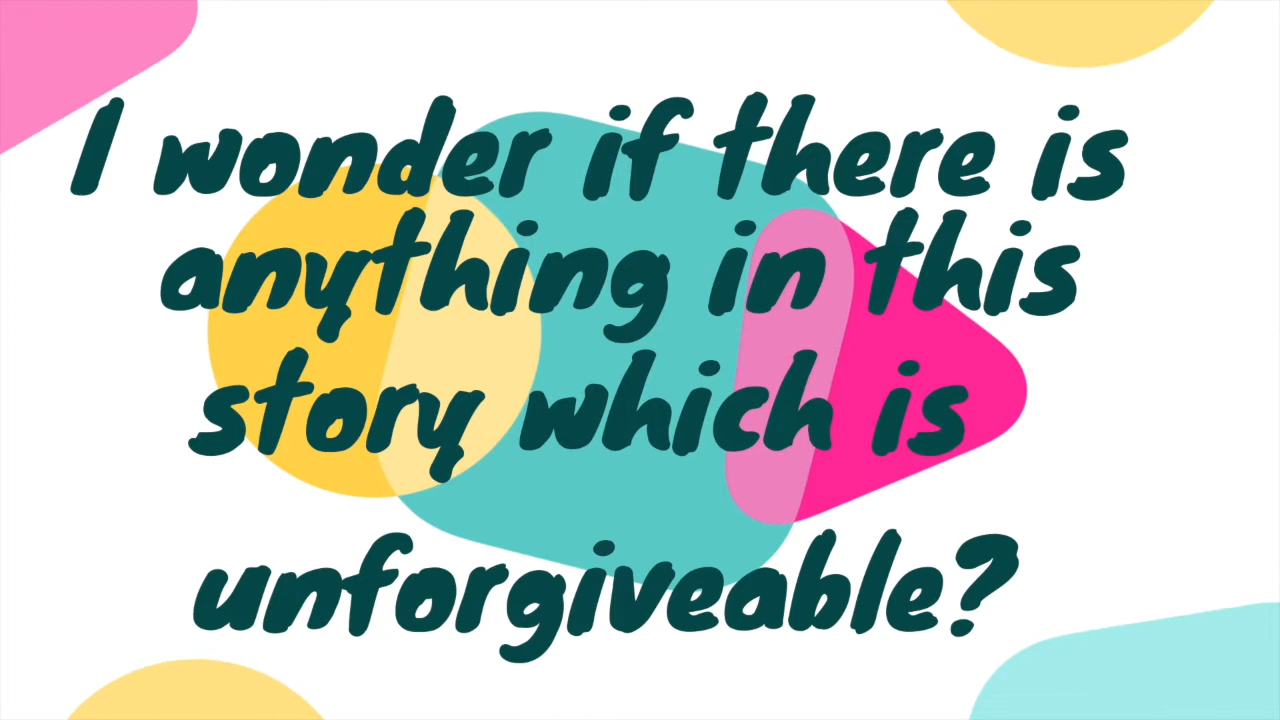 I wonder if there is
anything in this
story which is
unforgiveable?